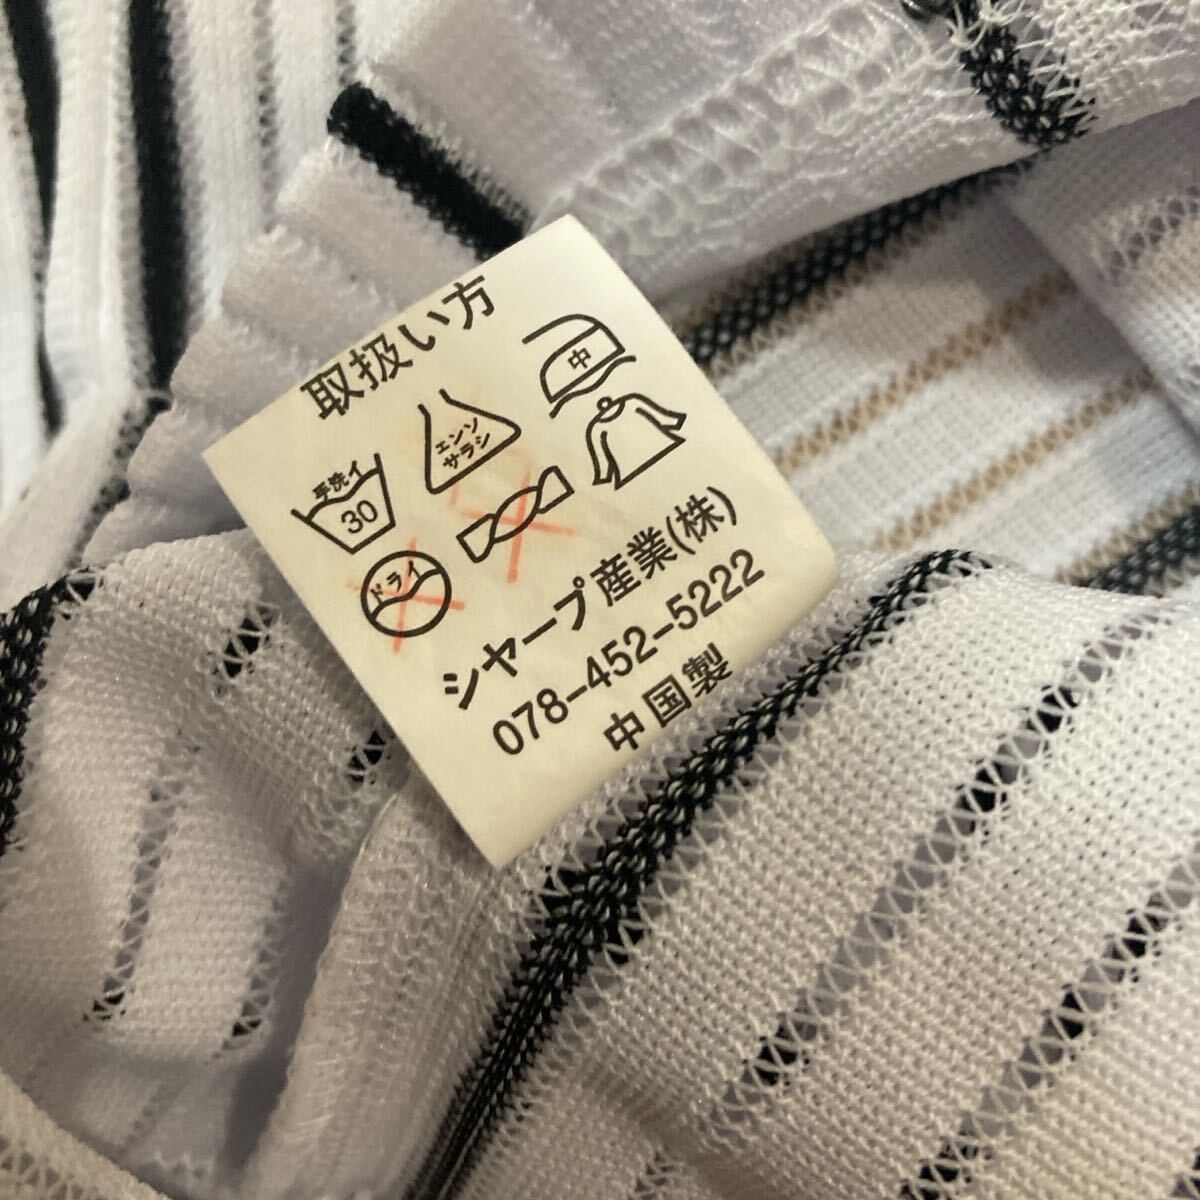 取扱い方
手洗イ
30
エンソ
サラシ
中
ドライ
シャープ産業(株)
078-452-5222
中国製